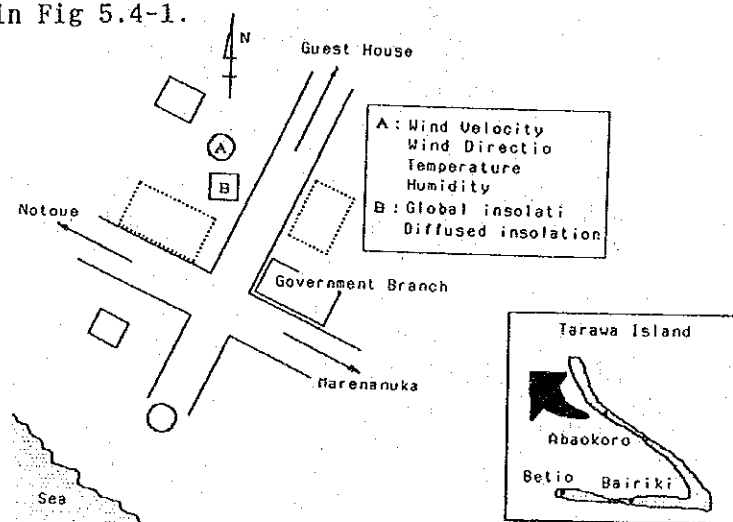 in Fig 5.4-1.
N
Guest House
A: Wind Velocity
Wind Directio
Temperature
Humidity
B: Global insolati
Diffused insolation
A
B
Notoue
Government Branch
Marenanuka
Sea
Tarawa Island
Abaokoro
Betio Bairiki